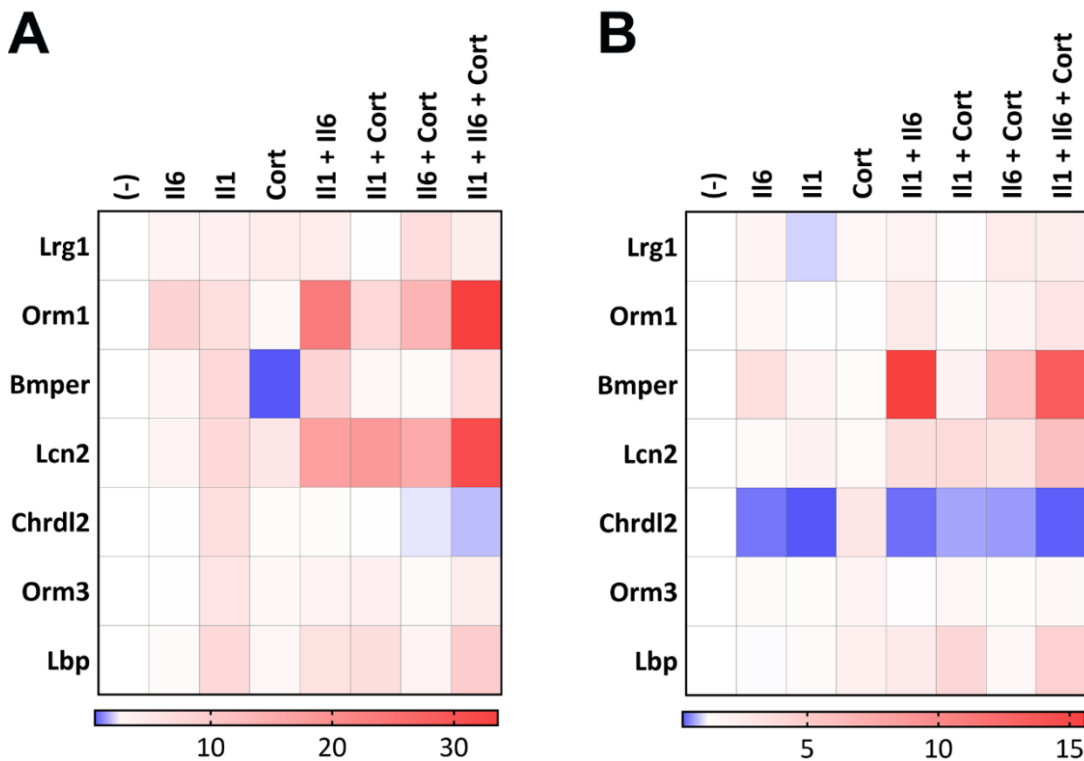 A
(-)
Il6
Il1
Cort
Il1 + Il6
Il1 + Cort
Il6 + Cort
Il1 + Il6 + Cort
Lrg1
Orm1
Bmper
Lcn2
Chrdl2
Orm3
Lbp
10
20
30
B
(-)
Il6
Il1
Cort
Il1 + Il6
Il1 + Cort
Il6 + Cort
Il1 + Il6 + Cort
Lrg1
Orm1
Bmper
Lcn2
Chrdl2
Orm3
Lbp
5
10
15